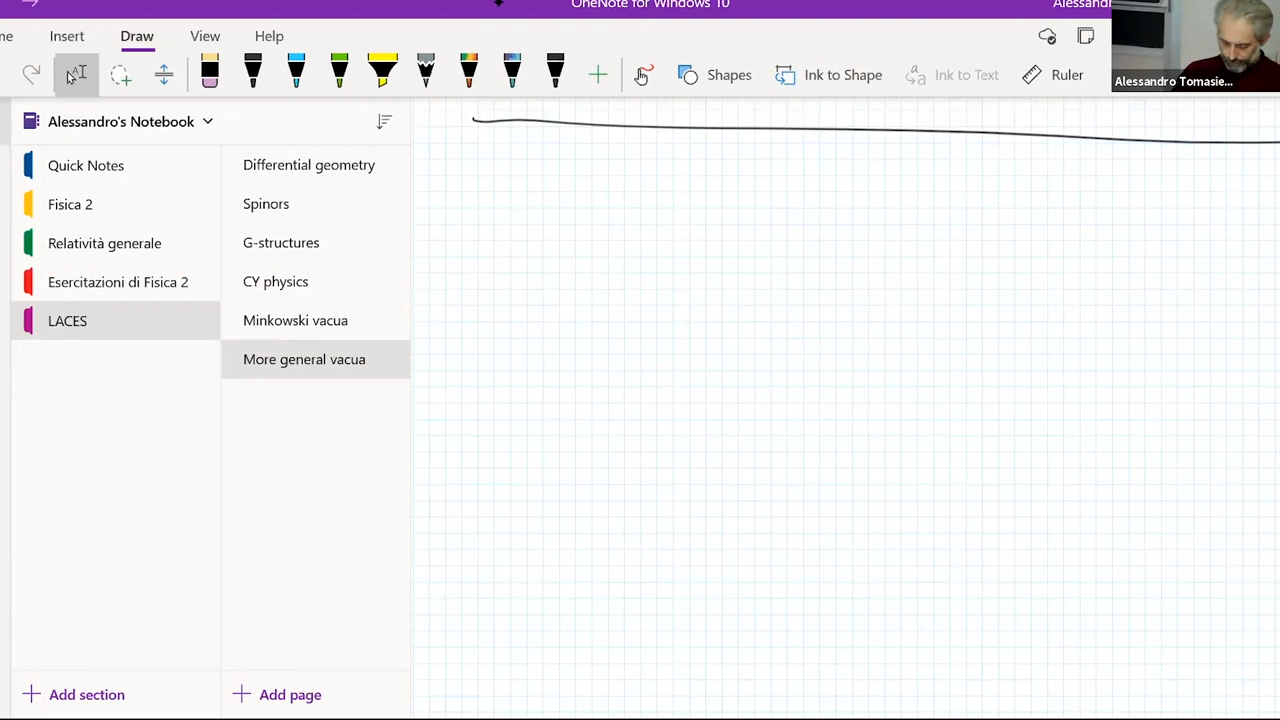 OneNote for Windows 10
Insert
Draw
View
Help
Shapes
Ink to Shape
Ink to Text
Ruler
Alessandro Tomasie...
Alessandro's Notebook
Quick Notes
Fisica 2
Relatività generale
Esercitazioni di Fisica 2
LACES
Differential geometry
Spinors
G-structures
CY physics
Minkowski vacua
More general vacua
Add section
Add page